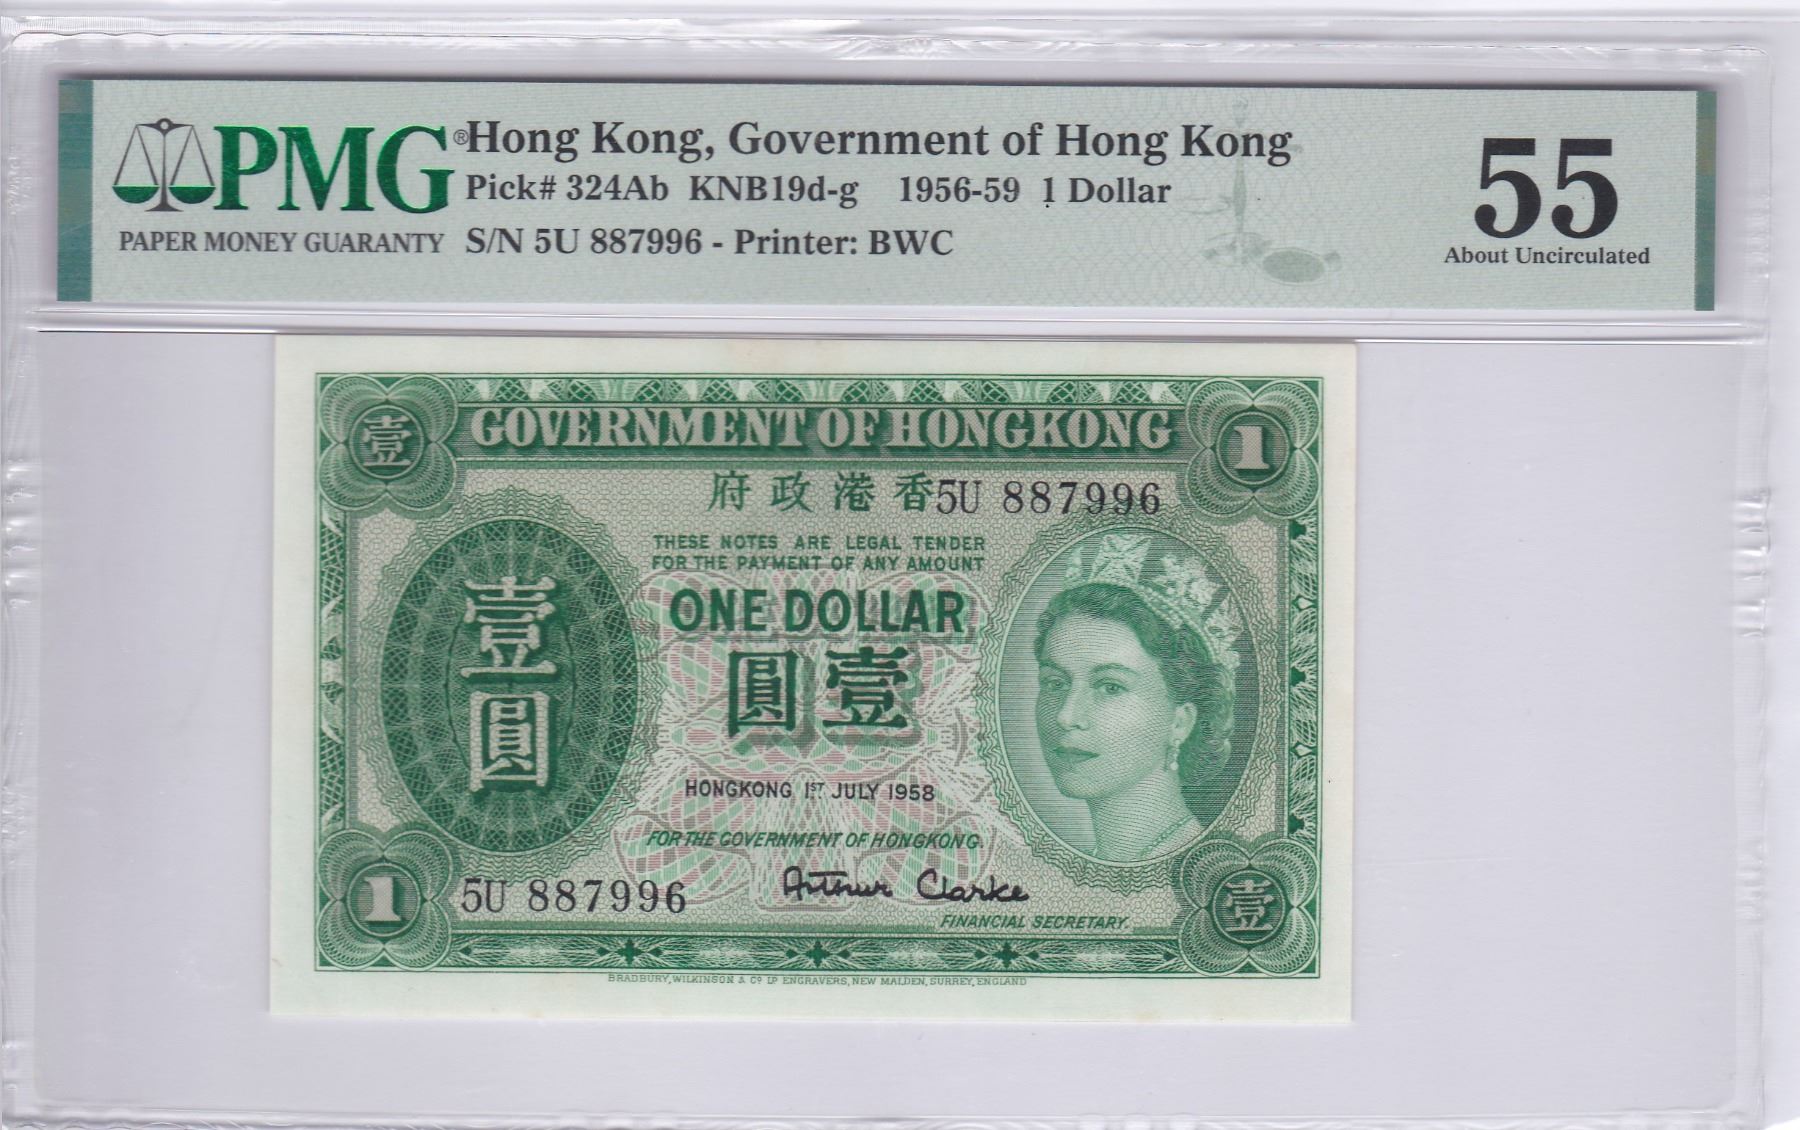 PMG®
PAPER MONEY GUARANTY
Hong Kong, Government of Hong Kong
Pick# 324Ab KNB19d-g 1956-59 1 Dollar
S/N 5U 887996 - Printer: BWC
55
About Uncirculated
壹
GOVERNMENT OF HONGKONG
1
府政港香
5U 887996
THESE NOTES ARE LEGAL TENDER
FOR THE PAYMENT OF ANY AMOUNT
壹圓
ONE DOLLAR
圓壹
HONGKONG 1ST JULY 1958
FOR THE GOVERNMENT OF HONGKONG.
1
5U 887996
Arthur Clarke
FINANCIAL SECRETARY.
壹
BRADBURY, WILKINSON & Co LD ENGRAVERS, NEW MALDEN, SURREY, ENGLAND